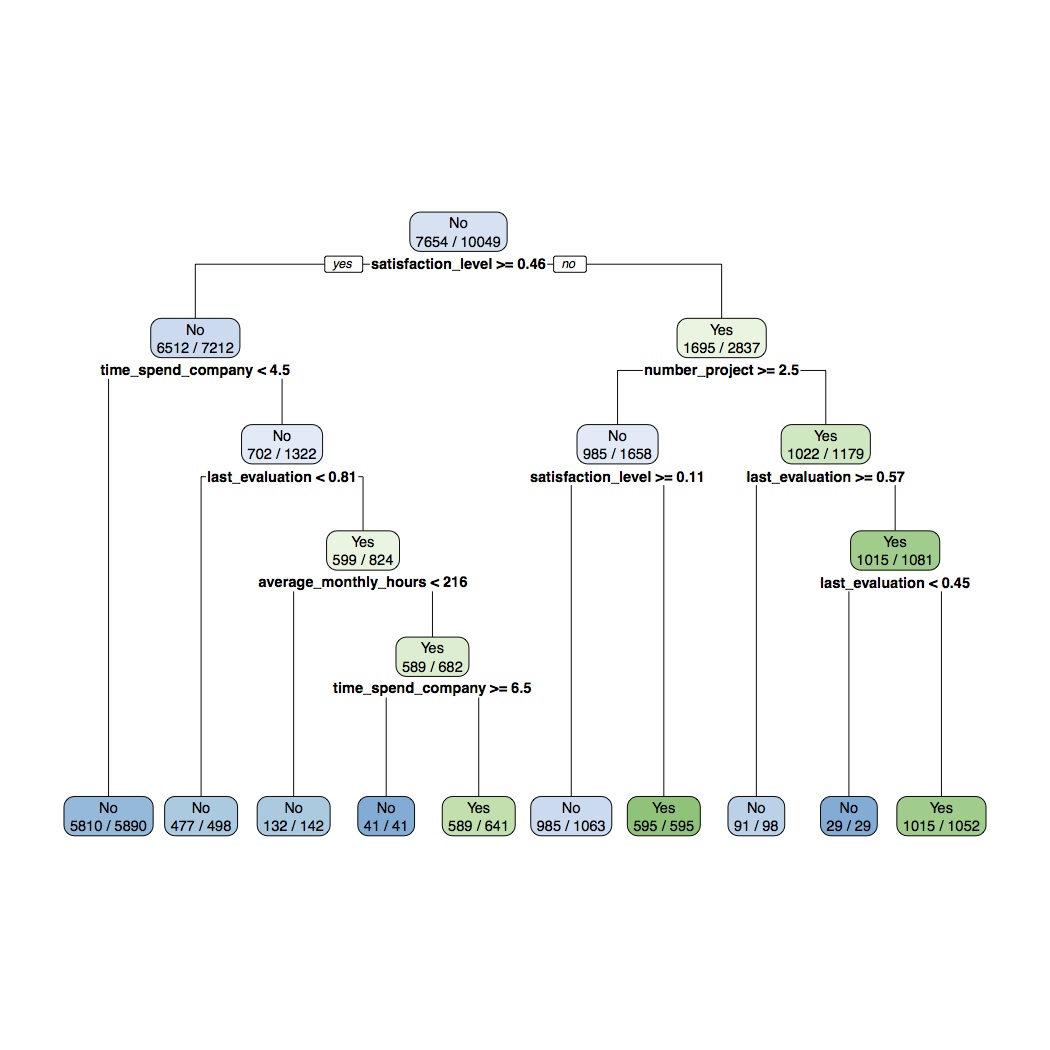 No
7654 / 10049
yes satisfaction_level >= 0.46 no
No
6512 / 7212
Yes
1695 / 2837
time_spend_company < 4.5
number_project >= 2.5
No
702 / 1322
No
985 / 1658
Yes
1022 / 1179
last_evaluation < 0.81
satisfaction_level >= 0.11
last_evaluation >= 0.57
Yes
599 / 824
Yes
1015 / 1081
average_monthly_hours < 216
last_evaluation < 0.45
Yes
589 / 682
time_spend_company >= 6.5
No
5810 / 5890
No
477 / 498
No
132 / 142
No
41 / 41
Yes
589 / 641
No
985 / 1063
Yes
595 / 595
No
91 / 98
No
29 / 29
Yes
1015 / 1052